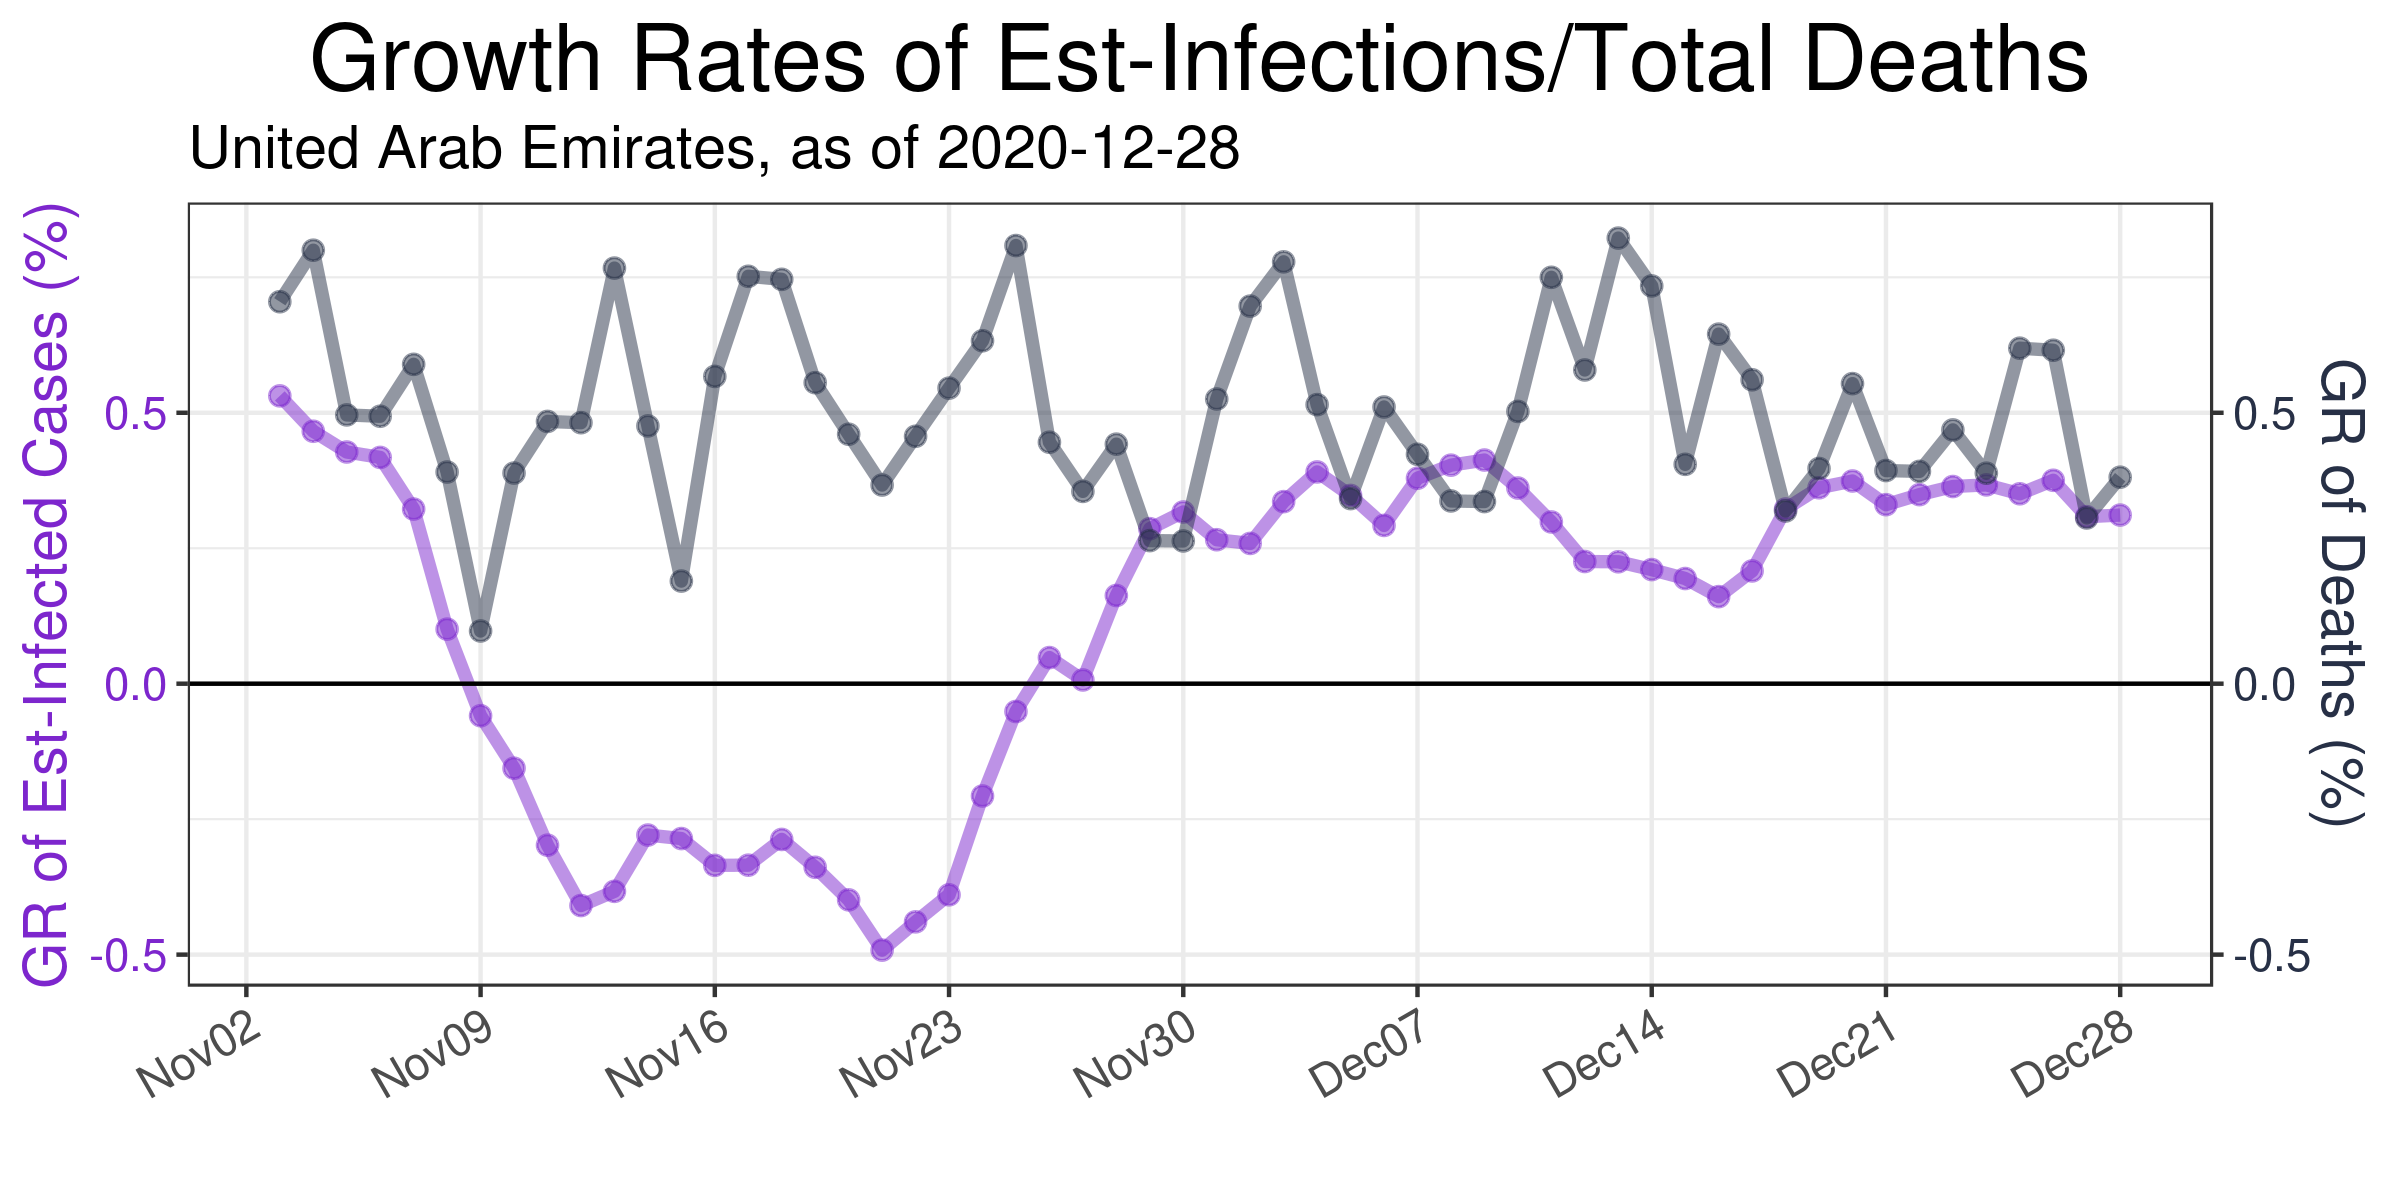 Growth Rates of Est-Infections/Total Deaths
United Arab Emirates, as of 2020-12-28
GR of Est-Infected Cases (%)
0.5
0.0
-0.5
0.5
0.0
-0.5
GR of Deaths (%)
Nov02
Nov09
Nov16
Nov23
Nov30
Dec07
Dec14
Dec21
Dec28